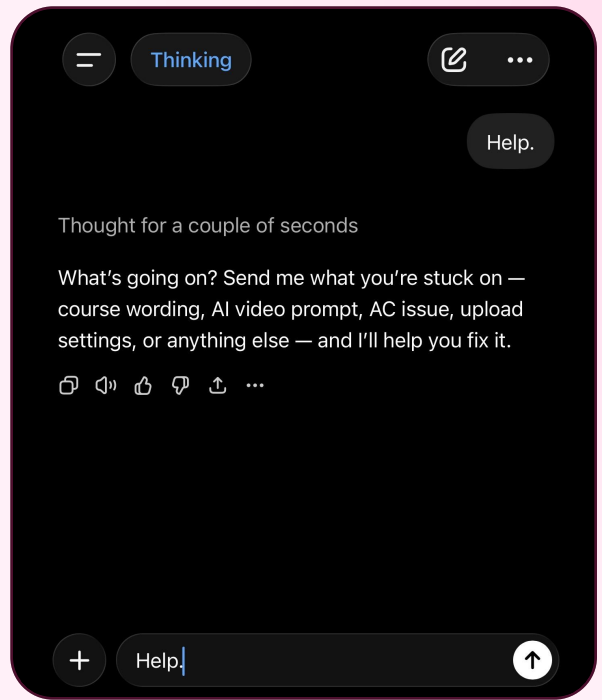 Thinking
Help.
Thought for a couple of seconds
What’s going on? Send me what you’re stuck on —
course wording, AI video prompt, AC issue, upload
settings, or anything else — and I’ll help you fix it.
Help.